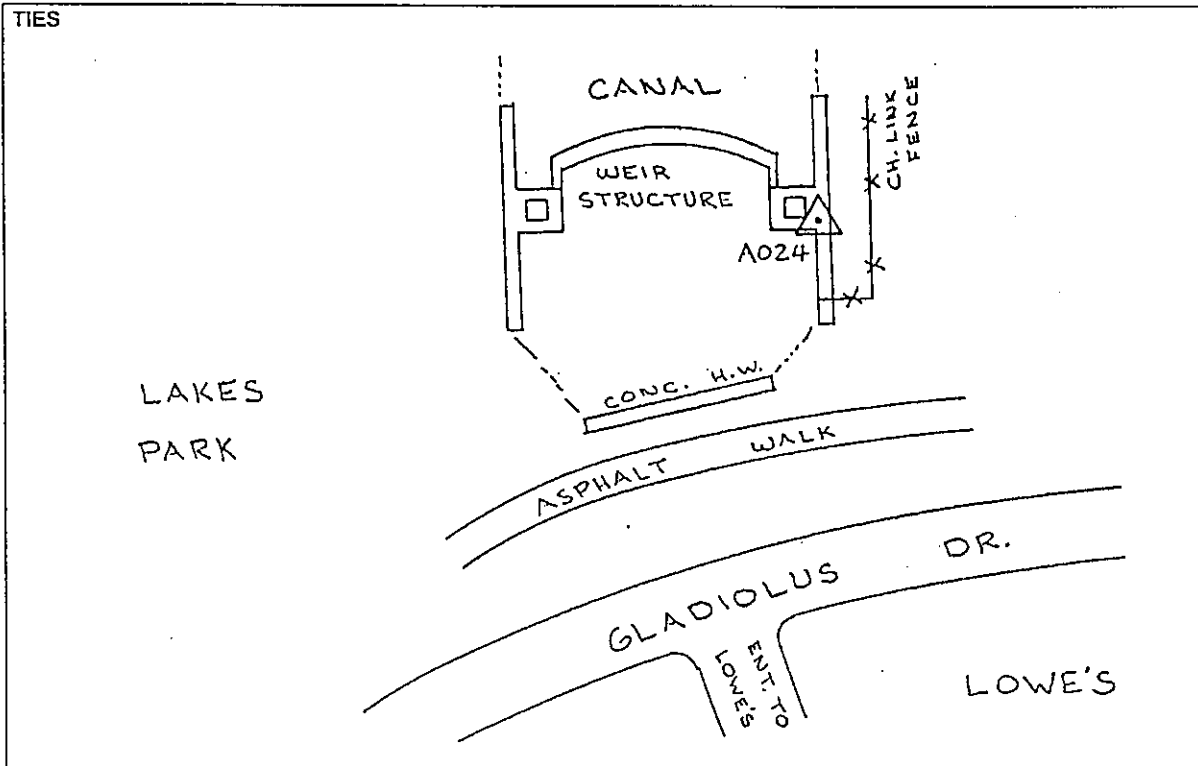 TIES
CANAL
CH. LINK
FENCE
WEIR
STRUCTURE
A024
LAKES
PARK
CONC. H.W.
ASPHALT WALK
GLADIOLUS DR.
ENT. TO
LOWE'S
LOWE'S